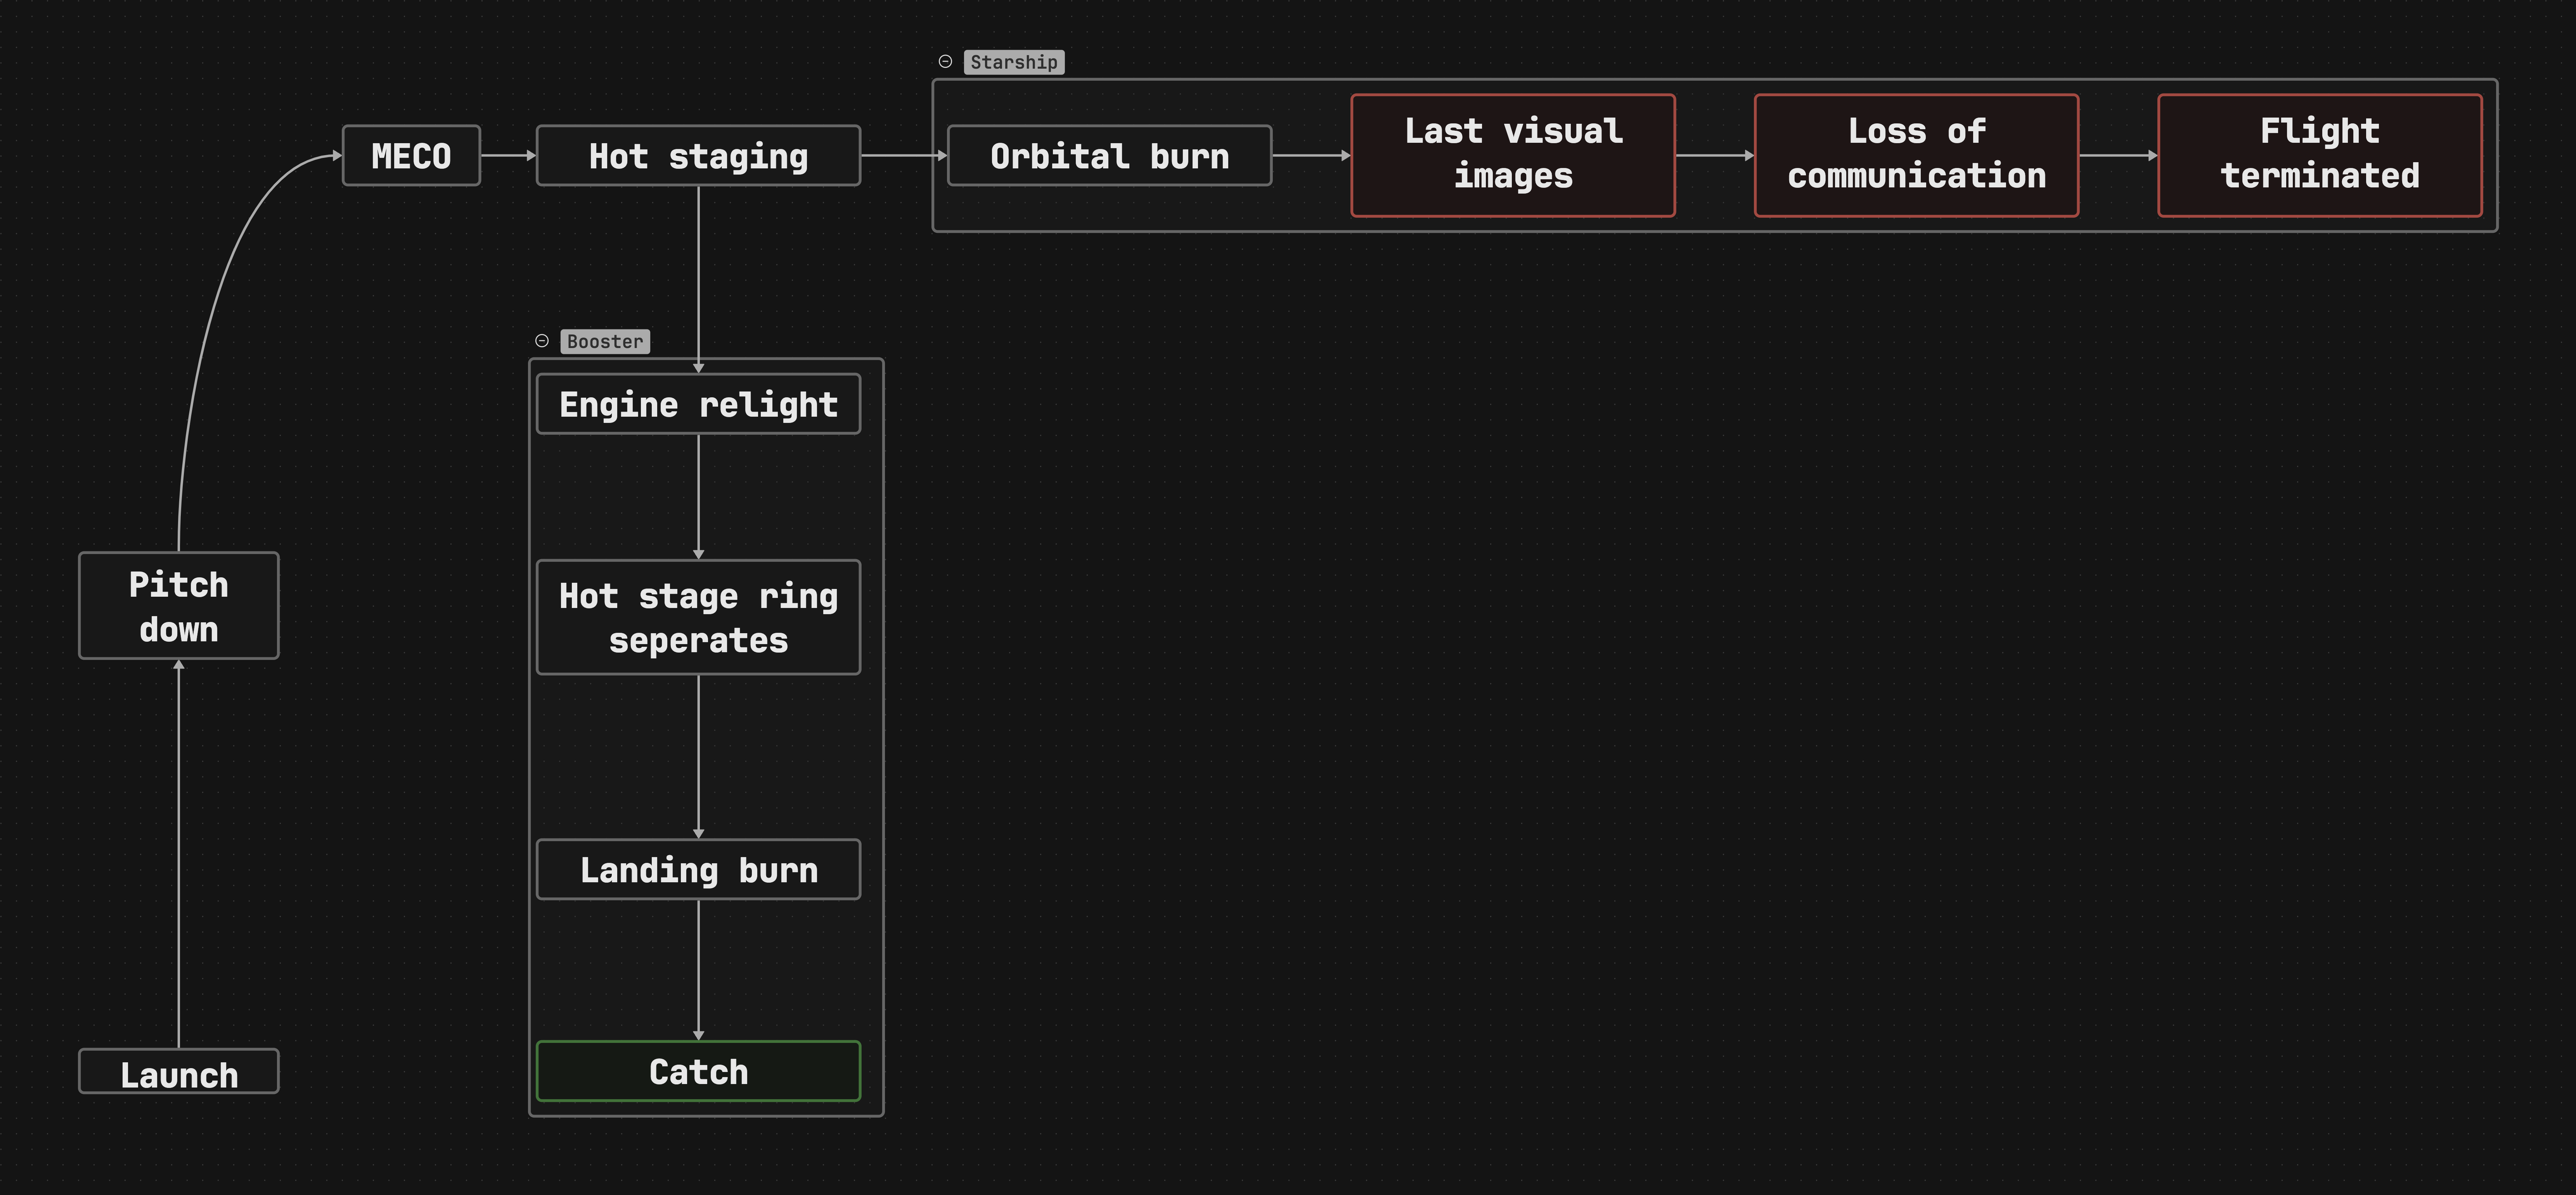 Starship
MECO
Hot staging
Orbital burn
Last visual
images
Loss of
communication
Flight
terminated
Booster
Engine relight
Pitch
down
Hot stage ring
seperates
Landing burn
Launch
Catch